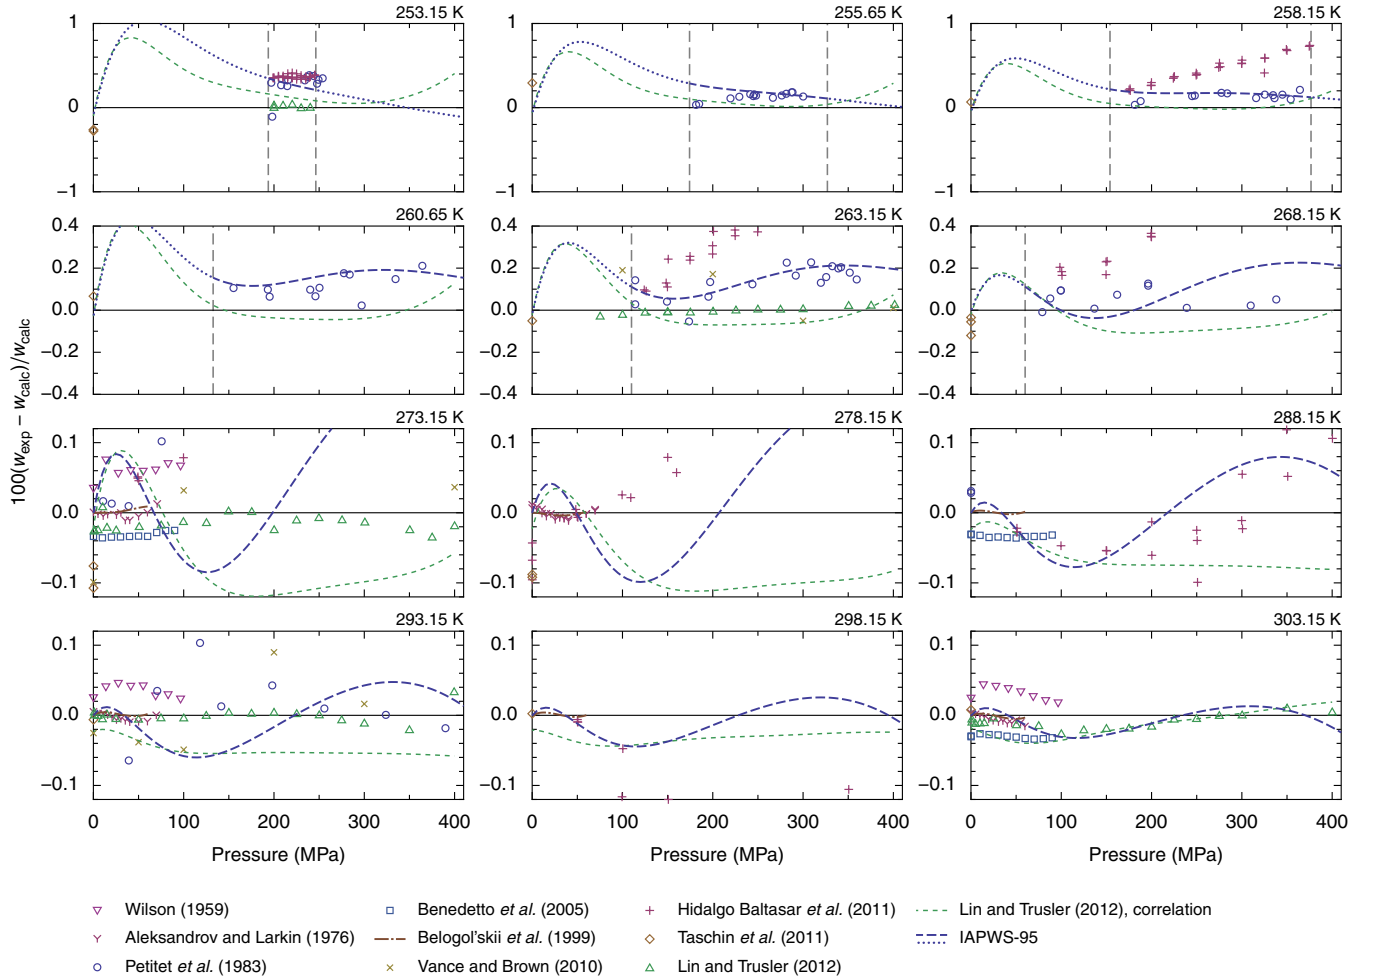 253.15 K
255.65 K
258.15 K
1
0
−1
1
0
−1
1
0
−1
260.65 K
263.15 K
268.15 K
0.4
0.2
0.0
−0.2
−0.4
0.4
0.2
0.0
−0.2
−0.4
0.4
0.2
0.0
−0.2
−0.4
100(wexp − wcalc)/wcalc
273.15 K
278.15 K
288.15 K
0.1
0.0
−0.1
0.1
0.0
−0.1
0.1
0.0
−0.1
293.15 K
298.15 K
303.15 K
0.1
0.0
−0.1
0.1
0.0
−0.1
0.1
0.0
−0.1
0 100 200 300 400
0 100 200 300 400
0 100 200 300 400
Pressure (MPa)
Pressure (MPa)
Pressure (MPa)
Wilson (1959)
Benedetto et al. (2005)
Hidalgo Baltasar et al. (2011)
Lin and Trusler (2012), correlation
Aleksandrov and Larkin (1976)
Belogol'skii et al. (1999)
Taschin et al. (2011)
IAPWS-95
Petitet et al. (1983)
Vance and Brown (2010)
Lin and Trusler (2012)